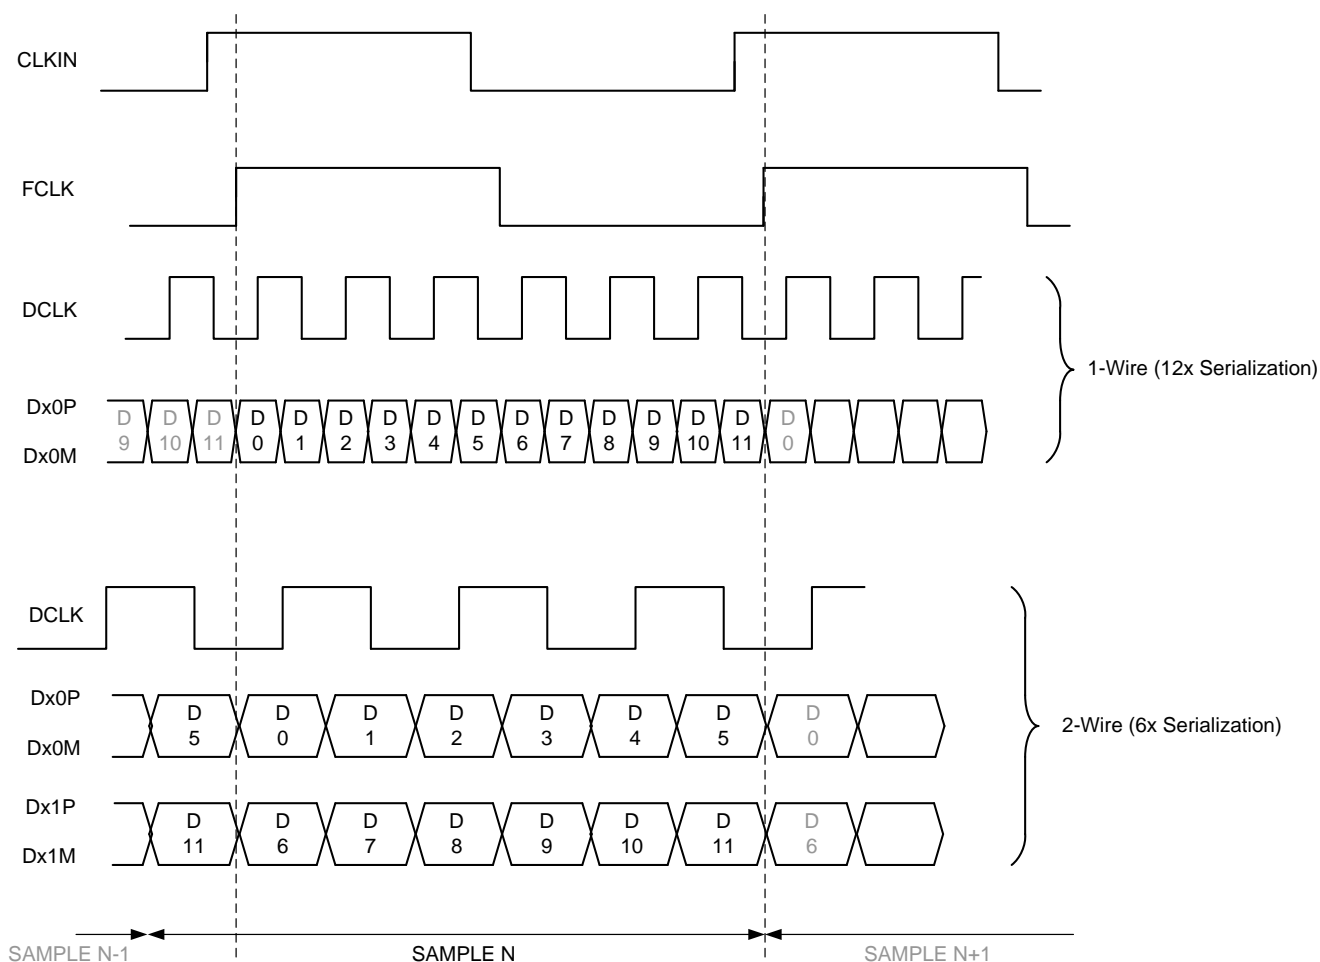 CLKIN
FCLK
DCLK
1-Wire (12x Serialization)
Dx0P
Dx0M
D 9 D 10 D 11 D 0 D 1 D 2 D 3 D 4 D 5 D 6 D 7 D 8 D 9 D 10 D 11 D 0
DCLK
2-Wire (6x Serialization)
Dx0P
Dx0M
D 5 D 0 D 1 D 2 D 3 D 4 D 5 D 0
Dx1P
Dx1M
D 11 D 6 D 7 D 8 D 9 D 10 D 11 D 6
SAMPLE N-1 SAMPLE N SAMPLE N+1